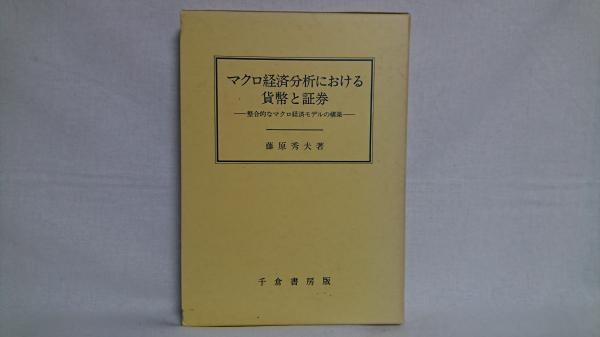 マクロ経済分析における
貨幣と証券
―整合的なマクロ経済モデルの構築―
藤原秀夫著
千倉書房版